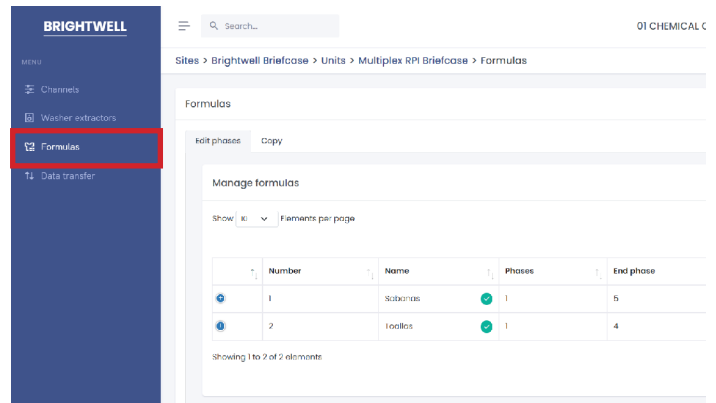 BRIGHTWELL
Search...
01 CHEMICAL
MENU
Sites > Brightwell Briefcase > Units > Multiplex RPI Briefcase > Formulas
Channels
Formulas
Washer extractors
Edit phases Copy
Formulas
Data transfer
Manage formulas
Show Elements per page
Number Name Phases End phase
1 Sabanas 1 5
2 Toallas 1 4
Showing 1 to 2 of 2 elements